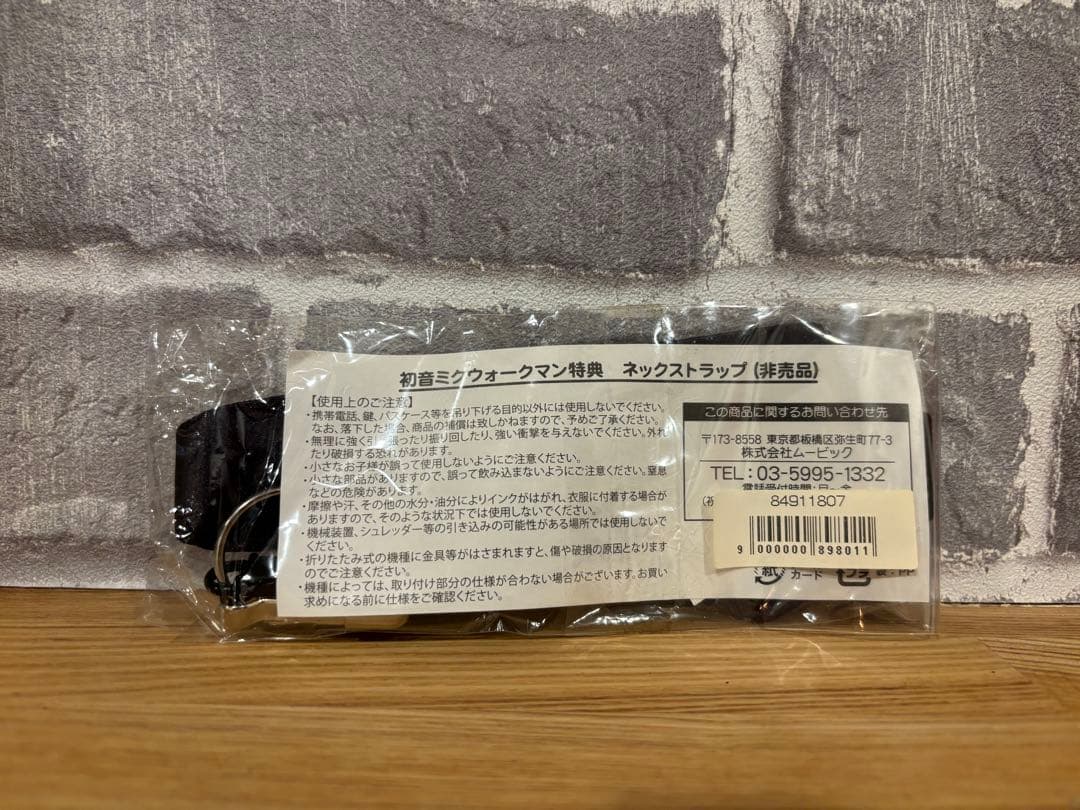 初音ミクウォークマン特典　ネックストラップ (非売品)
【使用上のご注意】
・携帯電話、鍵、パスケース等を吊り下げる目的以外には使用しないでください。
なお、落下した場合、商品の補償は致しかねますので、予めご了承ください。
・無理に強く引っ張ったり振り回したり、強い衝撃を与えないでください。外れ
たり破損する恐れがあります。
・小さなお子様が誤って使用しないようにご注意ください。
・小さな部品がありますので、誤って飲み込まないようにご注意ください。窒息
などの危険があります。
・摩擦や汗、その他の水分・油分によりインクがはがれ、衣服に付着する場合が
ありますので、そのような状況下では使用しないでください。
・機械装置、シュレッダー等の引き込みの可能性がある場所では使用しないで
ください。
・折りたたみ式の機種に金具等がはさまれますと、傷や破損の原因となります
のでご注意ください。
・機種によっては、取り付け部分の仕様が合わない場合がございます。お買い
求めになる前に仕様をご確認ください。
この商品に関するお問い合わせ先
〒173-8558 東京都板橋区弥生町77-3
株式会社ムービック
TEL:03-5995-1332
電話受付時間:月~金
(祝
84911807
9 000000 898011
紙 カード プラ 袋:PP